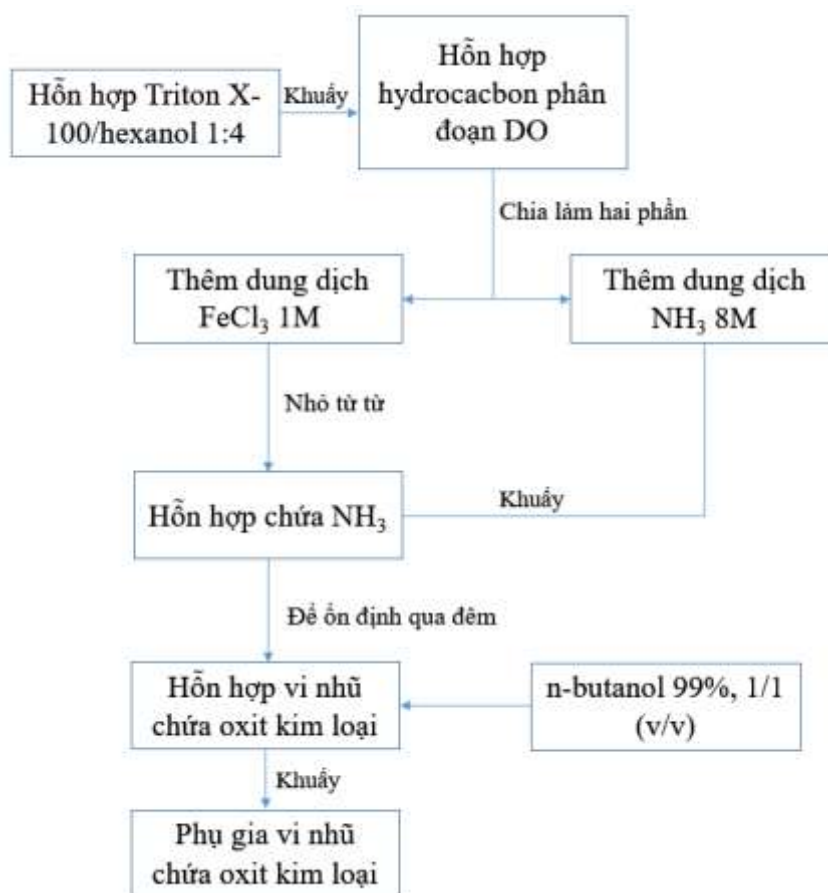 Hỗn hợp Triton X-
100/hexanol 1:4
Khuấy
Hỗn hợp
hydrocacbon phân
đoạn DO
Chia làm hai phần
Thêm dung dịch
FeCl₃ 1M
Thêm dung dịch
NH₃ 8M
Nhỏ từ từ
Hỗn hợp chứa NH₃
Khuấy
Để ổn định qua đêm
Hỗn hợp vi nhũ
chứa oxit kim loại
n-butanol 99%, 1/1
(v/v)
Khuấy
Phụ gia vi nhũ
chứa oxit kim loại